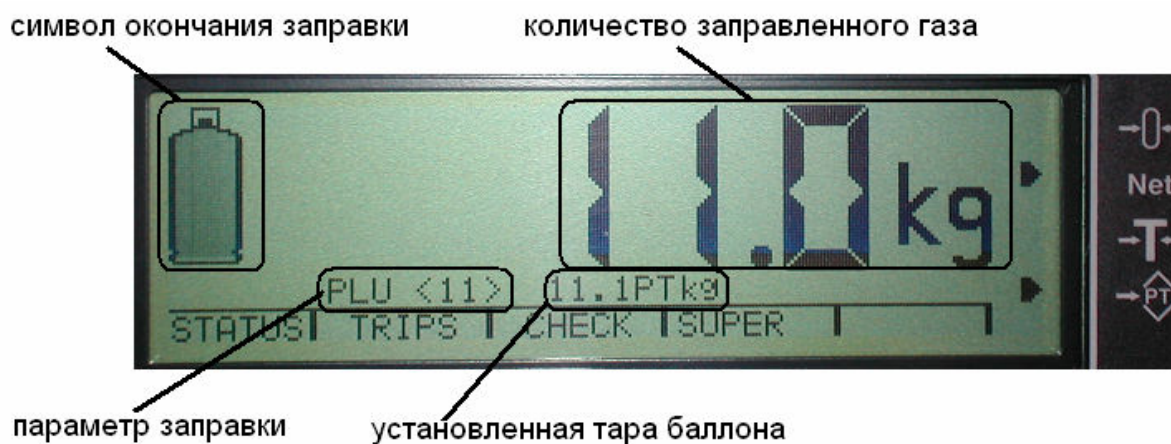 символ окончания заправки
количество заправленного газа
11.0kg
→0←
Net
→T←
PLU <11> 11.1PTkg
→PT
STATUS TRIPS CHECK SUPER
параметр заправки
установленная тара баллона